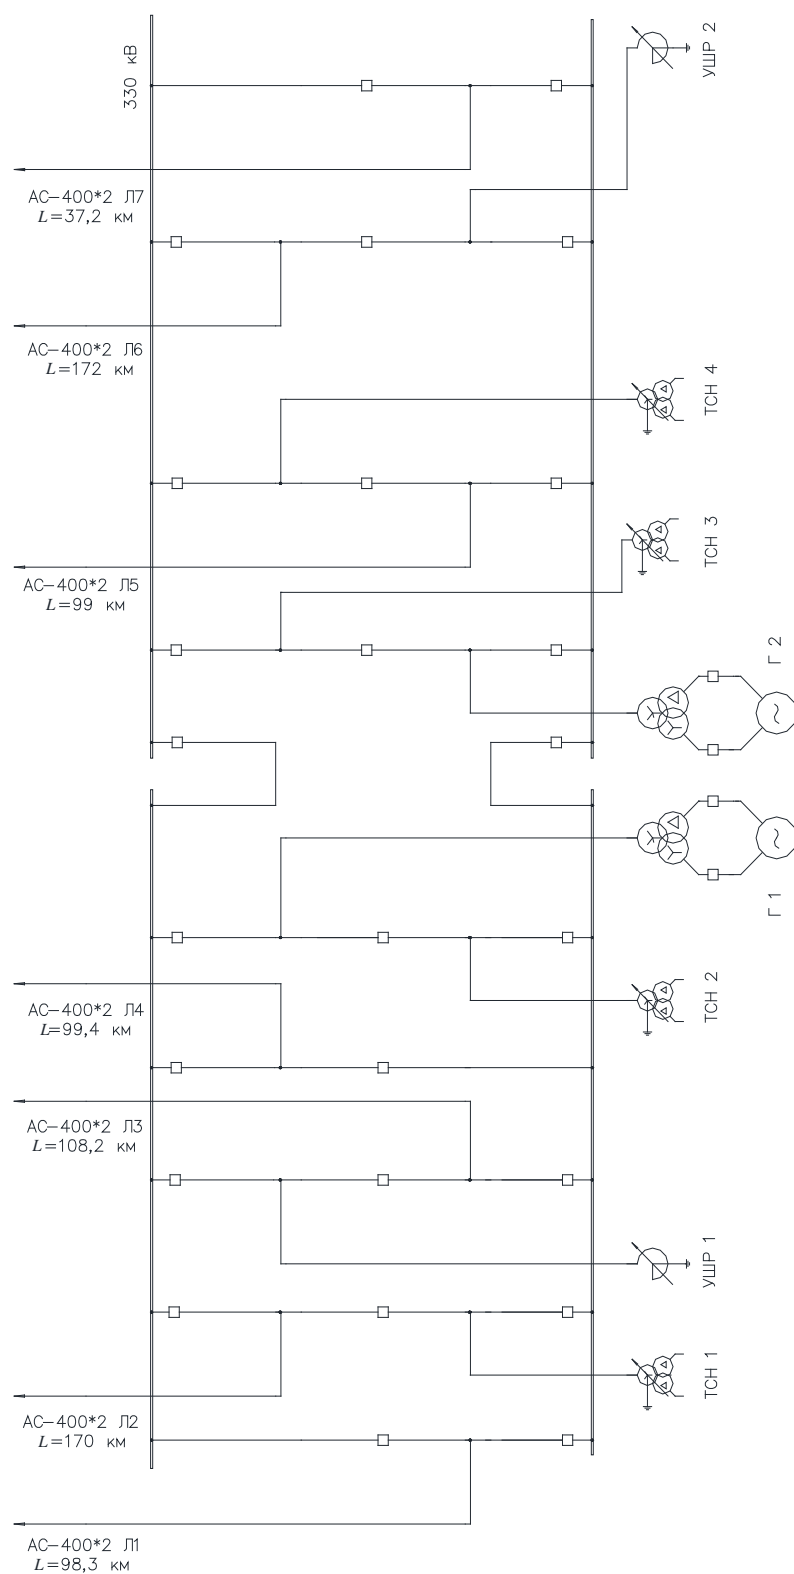 УШР 2
330 кВ
АС-400*2 Л7
L=37,2 км
АС-400*2 Л6
L=172 км
ТСН 4
ТСН 3
АС-400*2 Л5
L=99 км
Г 2
Г 1
ТСН 2
АС-400*2 Л4
L=99,4 км
АС-400*2 Л3
L=108,2 км
УШР 1
ТСН 1
АС-400*2 Л2
L=170 км
АС-400*2 Л1
L=98,3 км